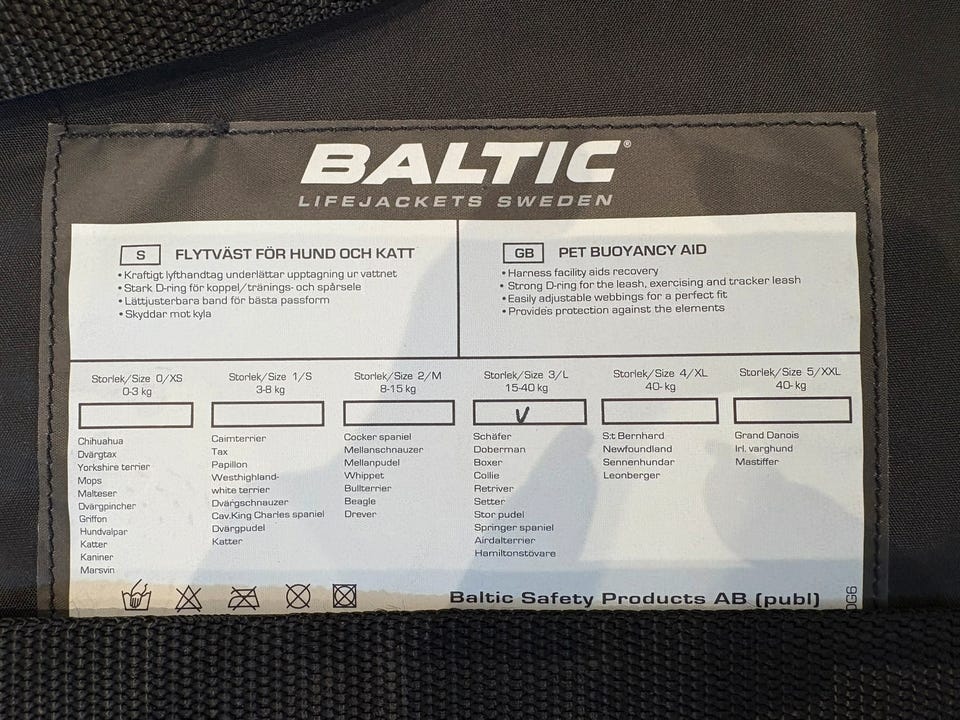 BALTIC®
LIFEJACKETS SWEDEN
S FLYTVÄST FÖR HUND OCH KATT
• Kraftigt lyfthandtag underlättar upptagning ur vattnet
• Stark D-ring för koppel/tränings- och spårsele
• Lättjusterbara band för bästa passform
• Skyddar mot kyla
GB PET BUOYANCY AID
• Harness facility aids recovery
• Strong D-ring for the leash, exercising and tracker leash
• Easily adjustable webbings for a perfect fit
• Provides protection against the elements
Storlek/Size 0/XS
0-3 kg
Chihuahua
Dvärgtax
Yorkshire terrier
Mops
Malteser
Dvärgpincher
Griffon
Hundvalpar
Katter
Kaniner
Marsvin
Storlek/Size 1/S
3-8 kg
Cairnterrier
Tax
Papillon
Westhighland-
white terrier
Dvärgschnauzer
Cav.King Charles spaniel
Dvärgpudel
Katter
Storlek/Size 2/M
8-15 kg
Cocker spaniel
Mellanschnauzer
Mellanpudel
Whippet
Bullterrier
Beagle
Drever
Storlek/Size 3/L
15-40 kg
Schäfer
Doberman
Boxer
Collie
Retriver
Setter
Stor pudel
Springer spaniel
Airdalterrier
Hamiltonstövare
Storlek/Size 4/XL
40- kg
S:t Bernhard
Newfoundland
Sennenhundar
Leonberger
Storlek/Size 5/XXL
40- kg
Grand Danois
Irl. varghund
Mastiffer
Baltic Safety Products AB (publ)